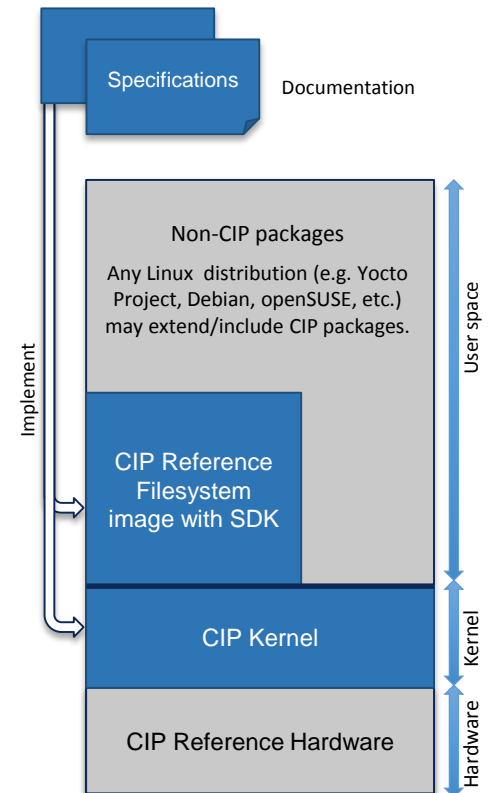 Specifications
Documentation
Non-CIP packages
Any Linux distribution (e.g. Yocto
Project, Debian, openSUSE, etc.)
may extend/include CIP packages.
User space
Implement
CIP Reference
Filesystem
image with SDK
CIP Kernel
Kernel
CIP Reference Hardware
Hardware